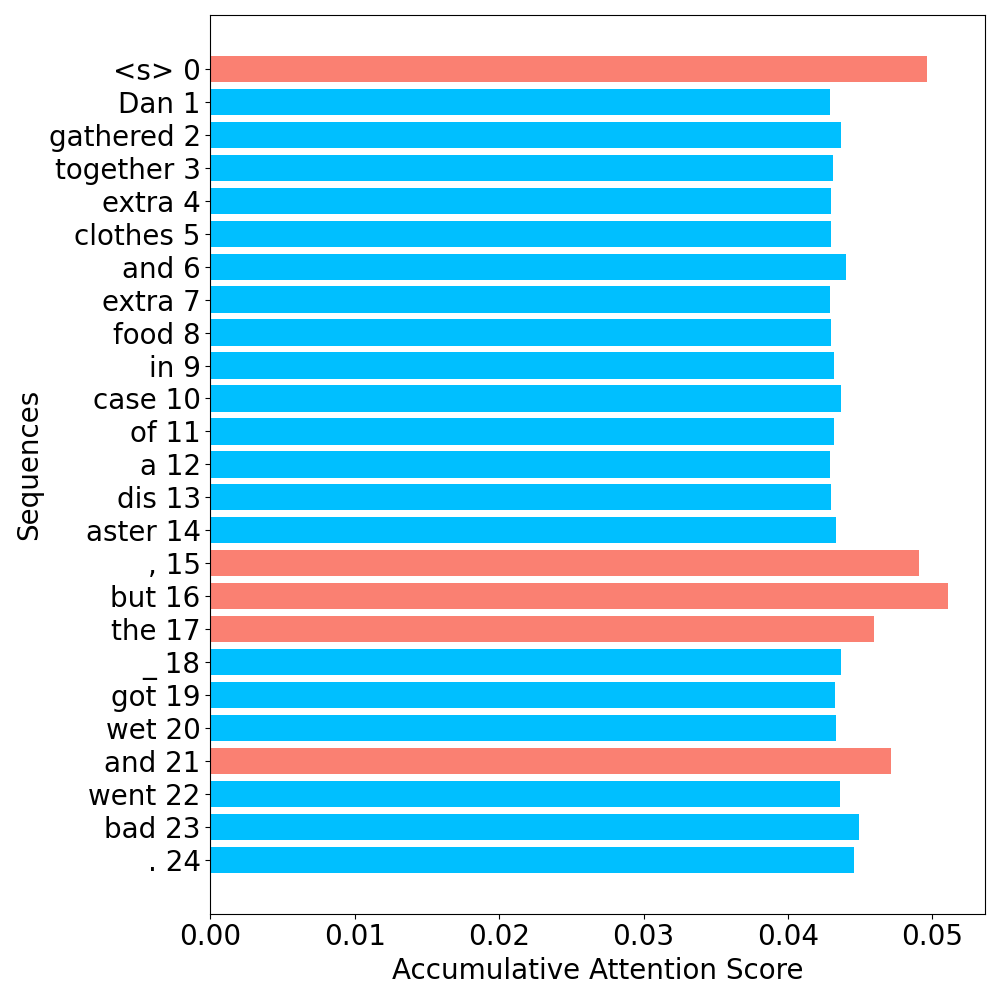 <s> 0
Dan 1
gathered 2
together 3
extra 4
clothes 5
and 6
extra 7
food 8
in 9
case 10
of 11
a 12
dis 13
aster 14
, 15
but 16
the 17
_ 18
got 19
wet 20
and 21
went 22
bad 23
. 24
Sequences
0.00 0.01 0.02 0.03 0.04 0.05
Accumulative Attention Score